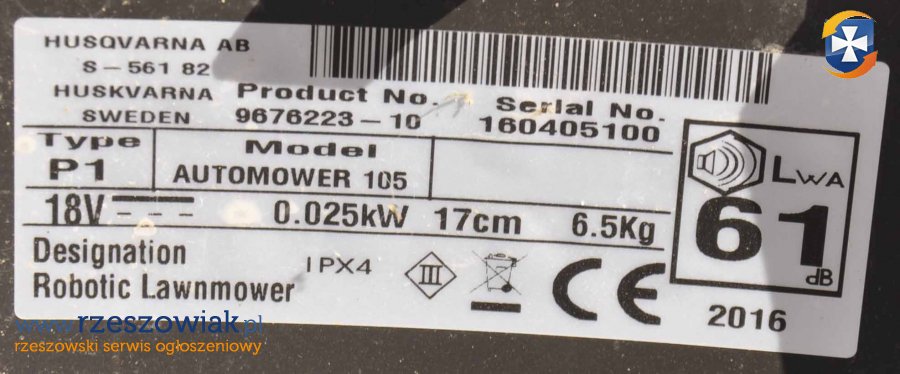 HUSQVARNA AB
S-561 82
HUSKVARNA
SWEDEN
Product No.
9676223-10
Serial No.
160405100
Type
P1
Model
AUTOMOWER 105
18V 0.025kW 17cm 6.5Kg
Designation
Robotic Lawnmower
IPX4
III
CE
LWA
61
dB
2016
www.rzeszowiak.pl
rzeszowski serwis ogłoszeniowy